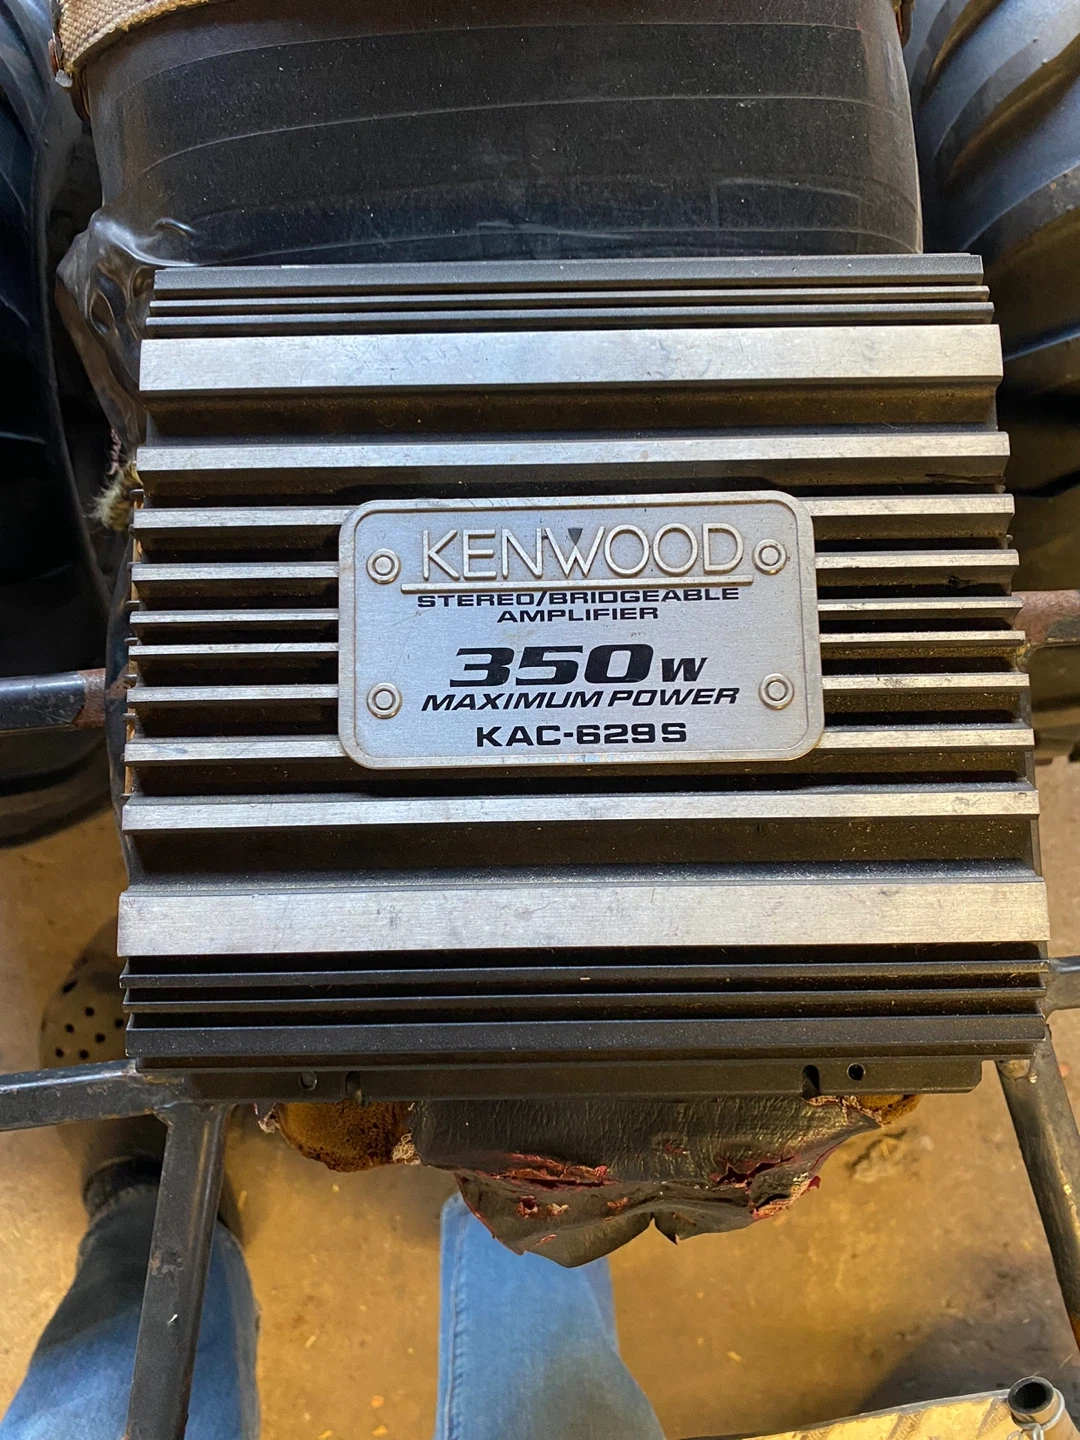 KENWOOD
STEREO/BRIDGEABLE
AMPLIFIER
350W
MAXIMUM POWER
KAC-629S